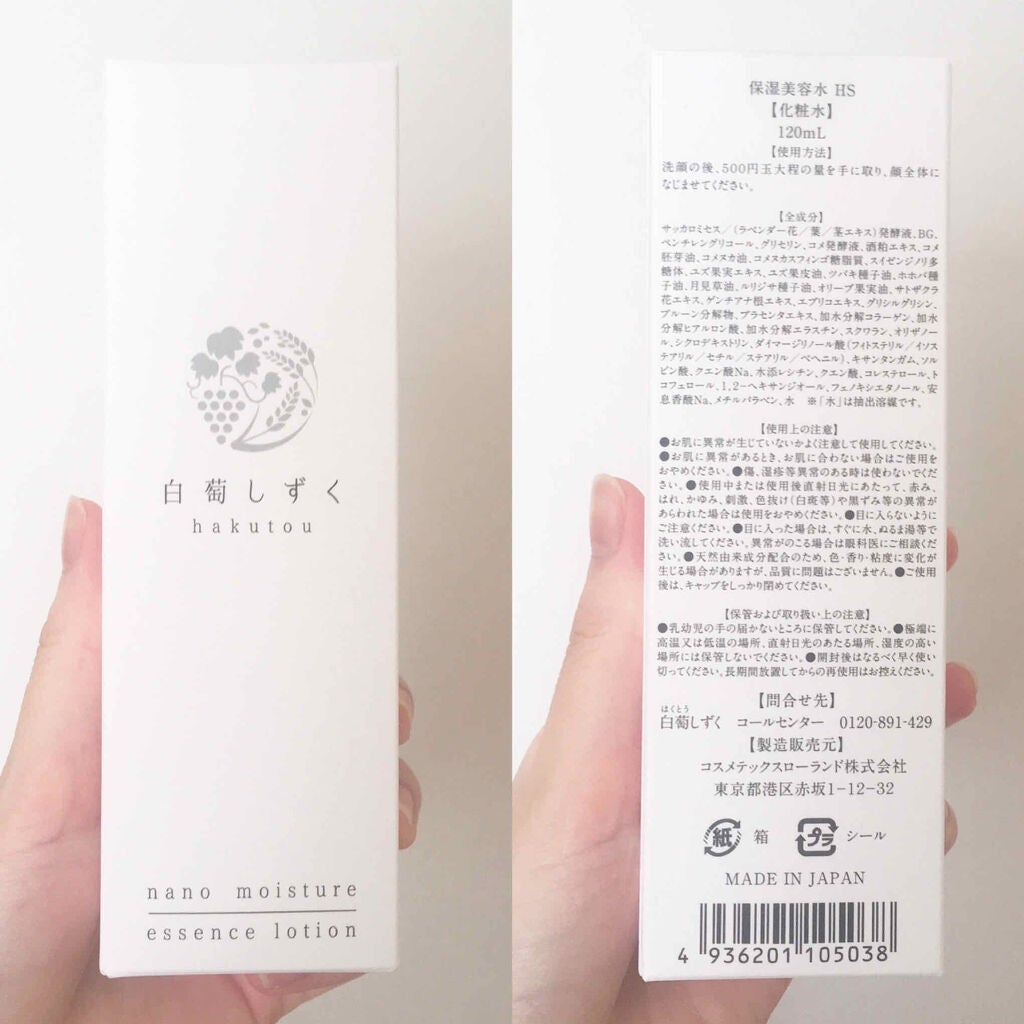 白萄しずく
hakutou
nano moisture
essence lotion
保湿美容水 HS
【化粧水】
120mL
【使用方法】
洗顔の後、500円玉大程の量を手に取り、顔全体に
なじませてください。
【全成分】
サッカロミセス/(ラベンダー花/葉/茎エキス)発酵液、BG、
ペンチレングリコール、グリセリン、コメ発酵液、酒粕エキス、コメ
胚芽油、コメヌカ油、コメヌカスフィンゴ糖脂質、スイゼンジノリ多
糖体、ユズ果実エキス、ユズ果皮油、ツバキ種子油、ホホバ種
子油、月見草油、ルリジサ種子油、オリーブ果実油、サトザクラ
花エキス、ゲンチアナ根エキス、エブリコエキス、グリシルグリシン、
プルーン分解物、プラセンタエキス、加水分解コラーゲン、加水
分解ヒアルロン酸、加水分解エラスチン、スクワラン、オリザノー
ル、シクロデキストリン、ダイマージリノール酸(フィトステリル/イソス
テアリル/セチル/ステアリル/ベヘニル)、キサンタンガム、ソル
ビン酸、クエン酸Na、水添レシチン、クエン酸、コレステロール、ト
コフェロール、1,2-ヘキサンジオール、フェノキシエタノール、安
息香酸Na、メチルパラベン、水 ※「水」は抽出溶媒です。
【使用上の注意】
●お肌に異常が生じていないかよく注意して使用してください。
●お肌に異常があるとき、お肌に合わない場合はご使用を
おやめください。●傷、湿疹等異常のある時は使わないでくだ
さい。●使用中または使用後直射日光にあたって、赤み、
はれ、かゆみ、刺激、色抜け(白斑等)や黒ずみ等の異常が
あらわれた場合は使用をおやめください。●目に入らないように
ご注意ください。●目に入った場合は、すぐに水、ぬるま湯等で
洗い流してください。異常がのこる場合は眼科医にご相談くだ
さい。●天然由来成分配合のため、色・香り・粘度に変化が
生じる場合がありますが、品質に問題はございません。●ご使用
後は、キャップをしっかり閉めてください。
【保管および取り扱い上の注意】
●乳幼児の手の届かないところに保管してください。●極端に
高温又は低温の場所、直射日光のあたる場所、湿度の高い
場所には保管しないでください。●開封後はなるべく早く使い
切ってください。長期間放置してからの再使用はお控えください。
【問合せ先】
はくとう
白萄しずく コールセンター 0120-891-429
【製造販売元】
コスメテックスローランド株式会社
東京都港区赤坂1-12-32
紙 箱 プラ シール
MADE IN JAPAN
4 936201 105038